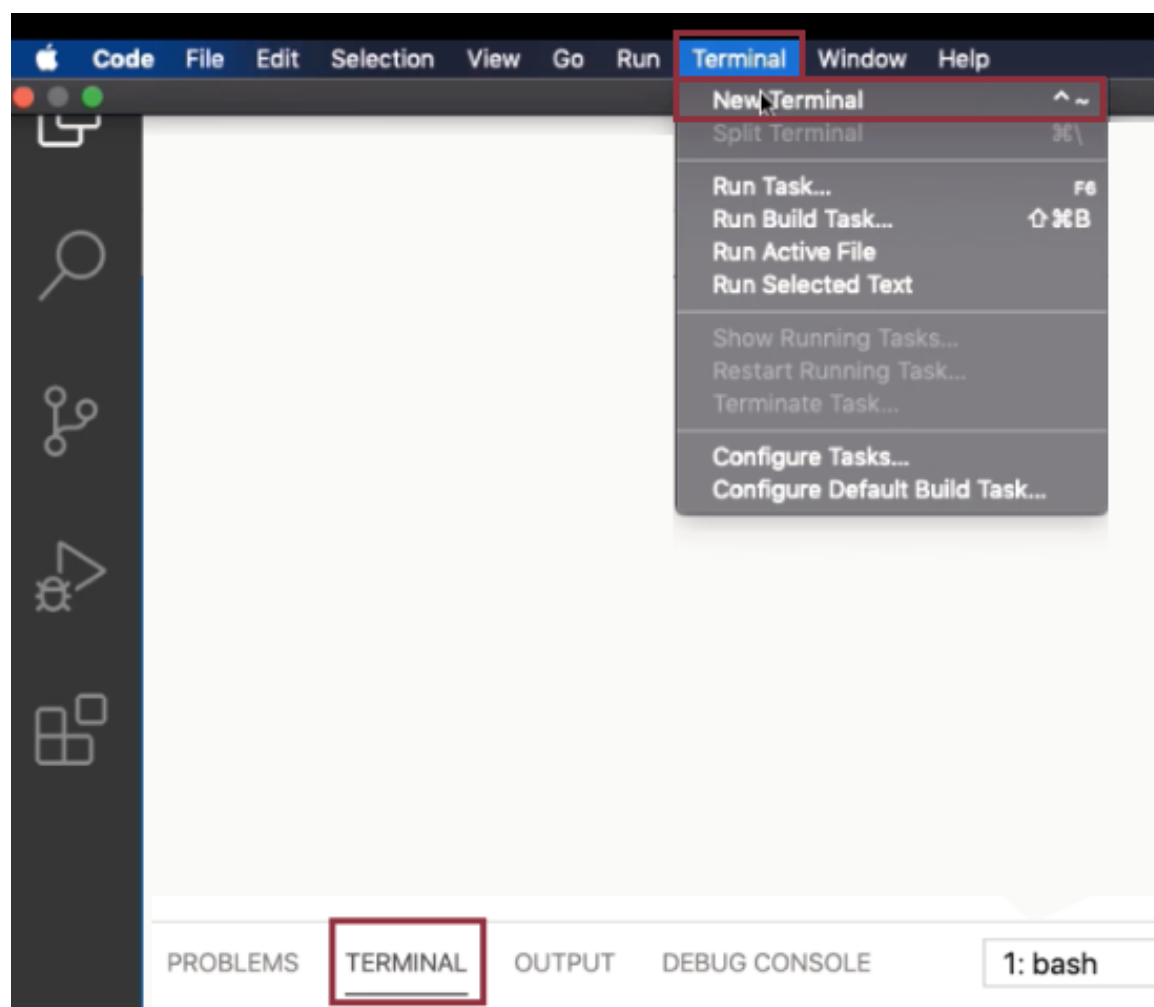 Code File Edit Selection View Go Run Terminal Window Help
New Terminal ^~
Split Terminal ⌘\
Run Task... F6
Run Build Task... ⇧⌘B
Run Active File
Run Selected Text
Show Running Tasks...
Restart Running Task...
Terminate Task...
Configure Tasks...
Configure Default Build Task...
PROBLEMS TERMINAL OUTPUT DEBUG CONSOLE 1: bash